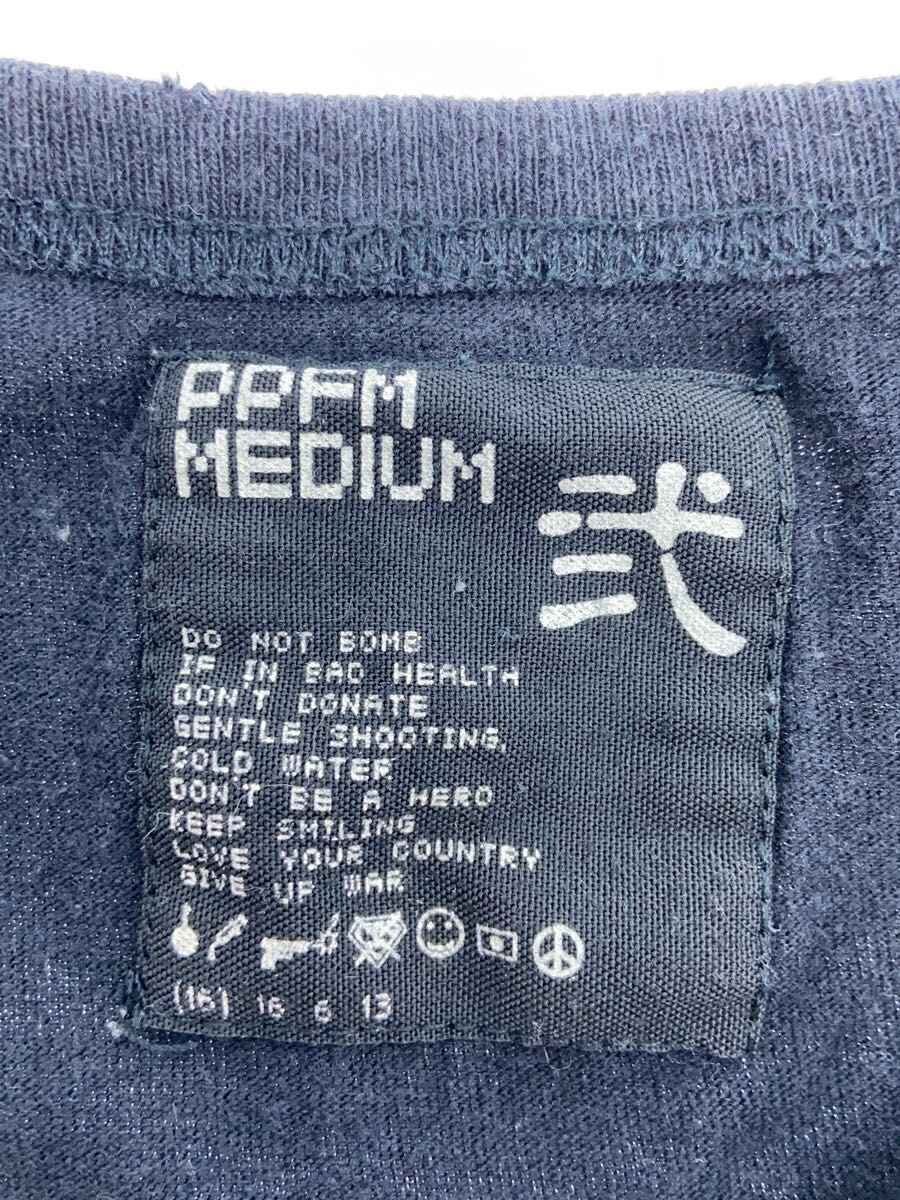 PPFM
MEDIUM
弐
DO NOT BOMB
IF IN BAD HEALTH
DON'T DONATE
GENTLE SHOOTING,
COLD WATER
DON'T BE A HERO
KEEP SMILING
LOVE YOUR COUNTRY
GIVE UP WAR
(16) 16 6 13